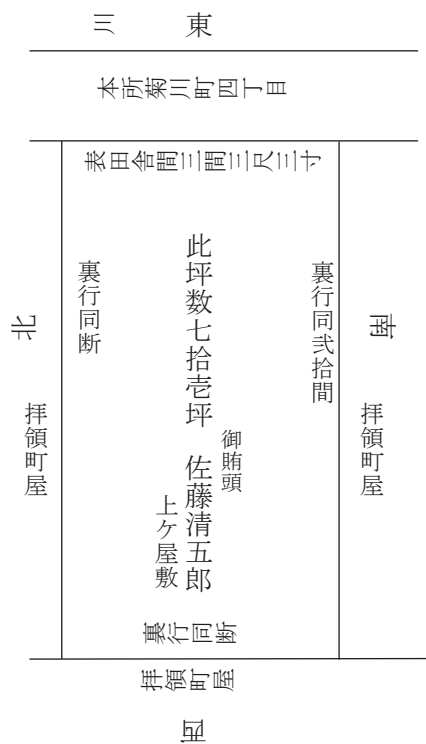 東
川
本所菊川町四丁目
表田舎間三間三尺三寸
南
拝領町屋
裏行同弐拾間
此坪数七拾壱坪
御賄頭
佐藤清五郎
上ケ屋敷
裏行同断
北
拝領町屋
裏行同断
拝領町屋
西